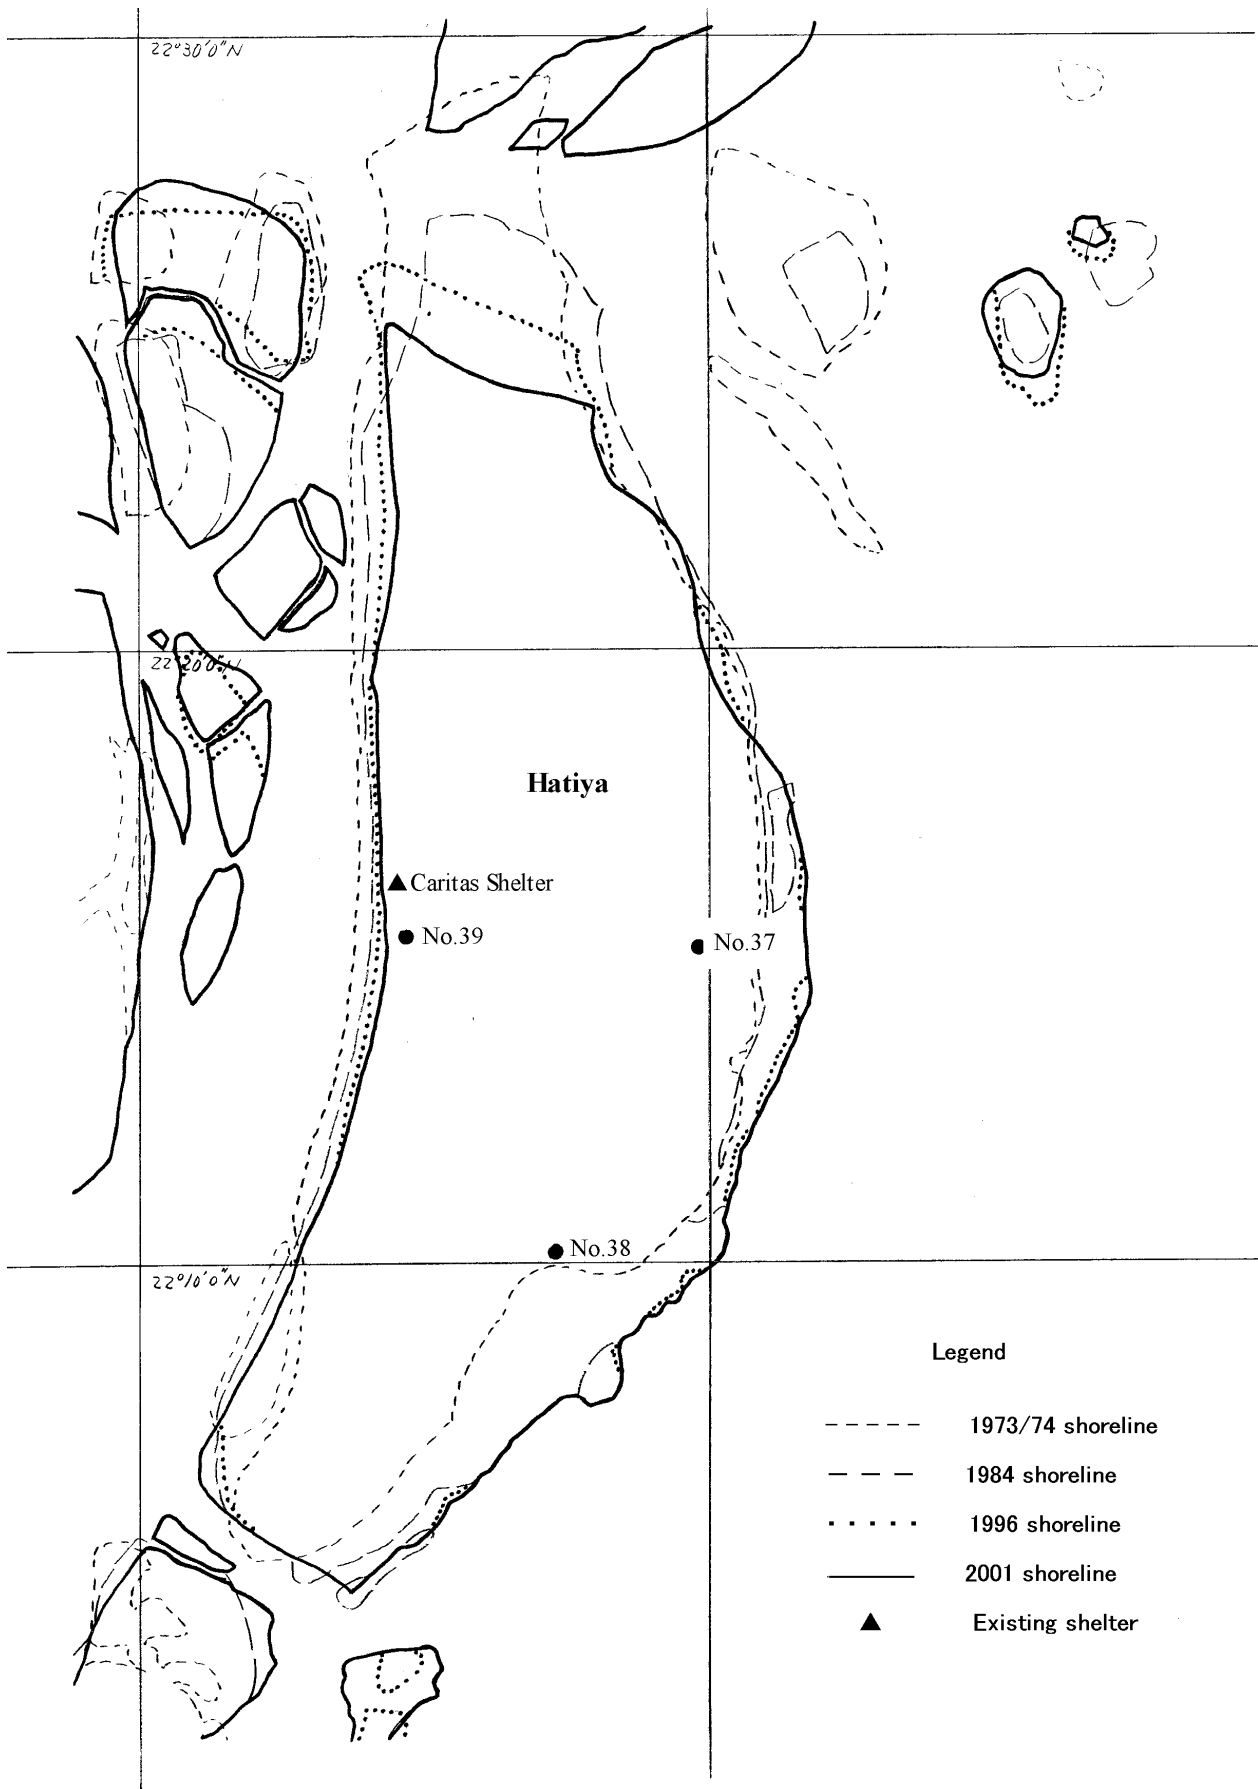 22°30'0"N
22°20'0"N
Hatiya
Caritas Shelter
No.39
No.37
No.38
22°10'0"N
Legend
1973/74 shoreline
1984 shoreline
1996 shoreline
2001 shoreline
Existing shelter